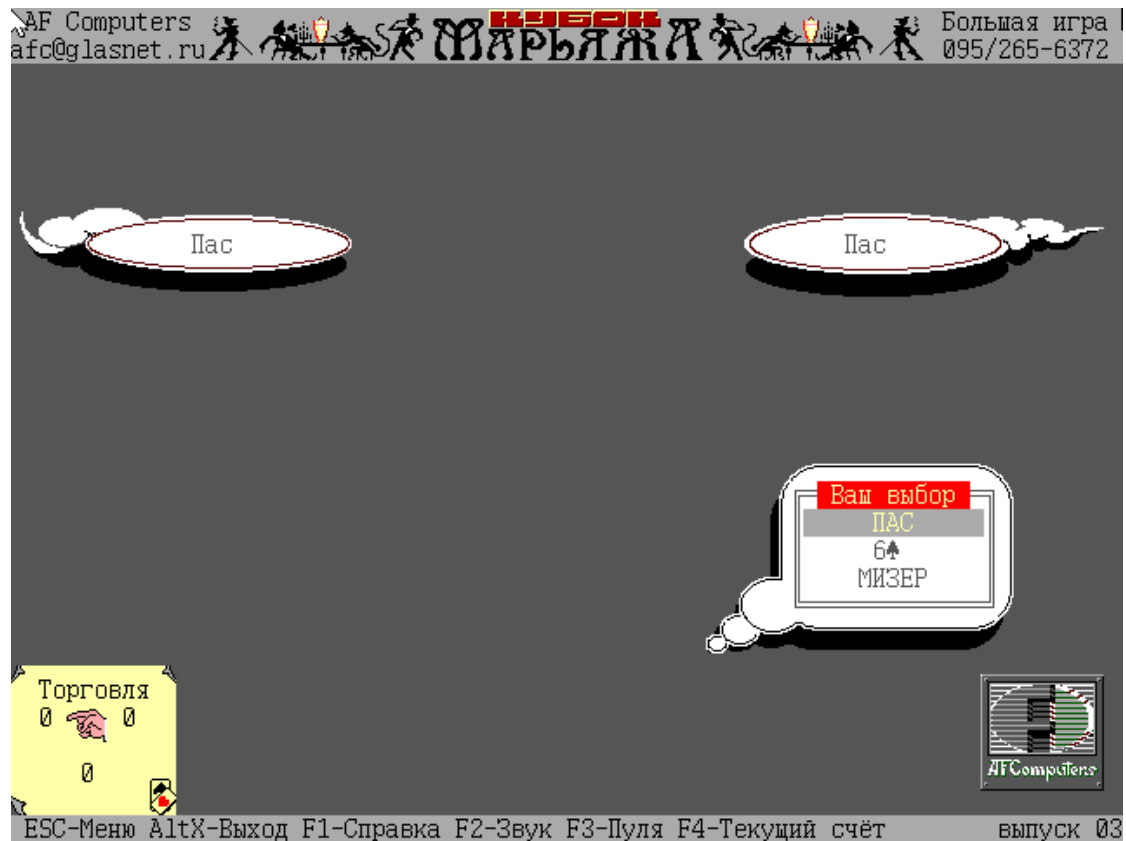 AF Computers
afc@glasnet.ru
КУБОК
МАРЬЯЖА
Большая игра
095/265-6372
Пас
Пас
Ваш выбор
ПАС
6♠
МИЗЕР
Торговля
0 0
0
AFComputers
ESC-Меню AltX-Выход F1-Справка F2-Звук F3-Пуля F4-Текущий счёт
выпуск 03